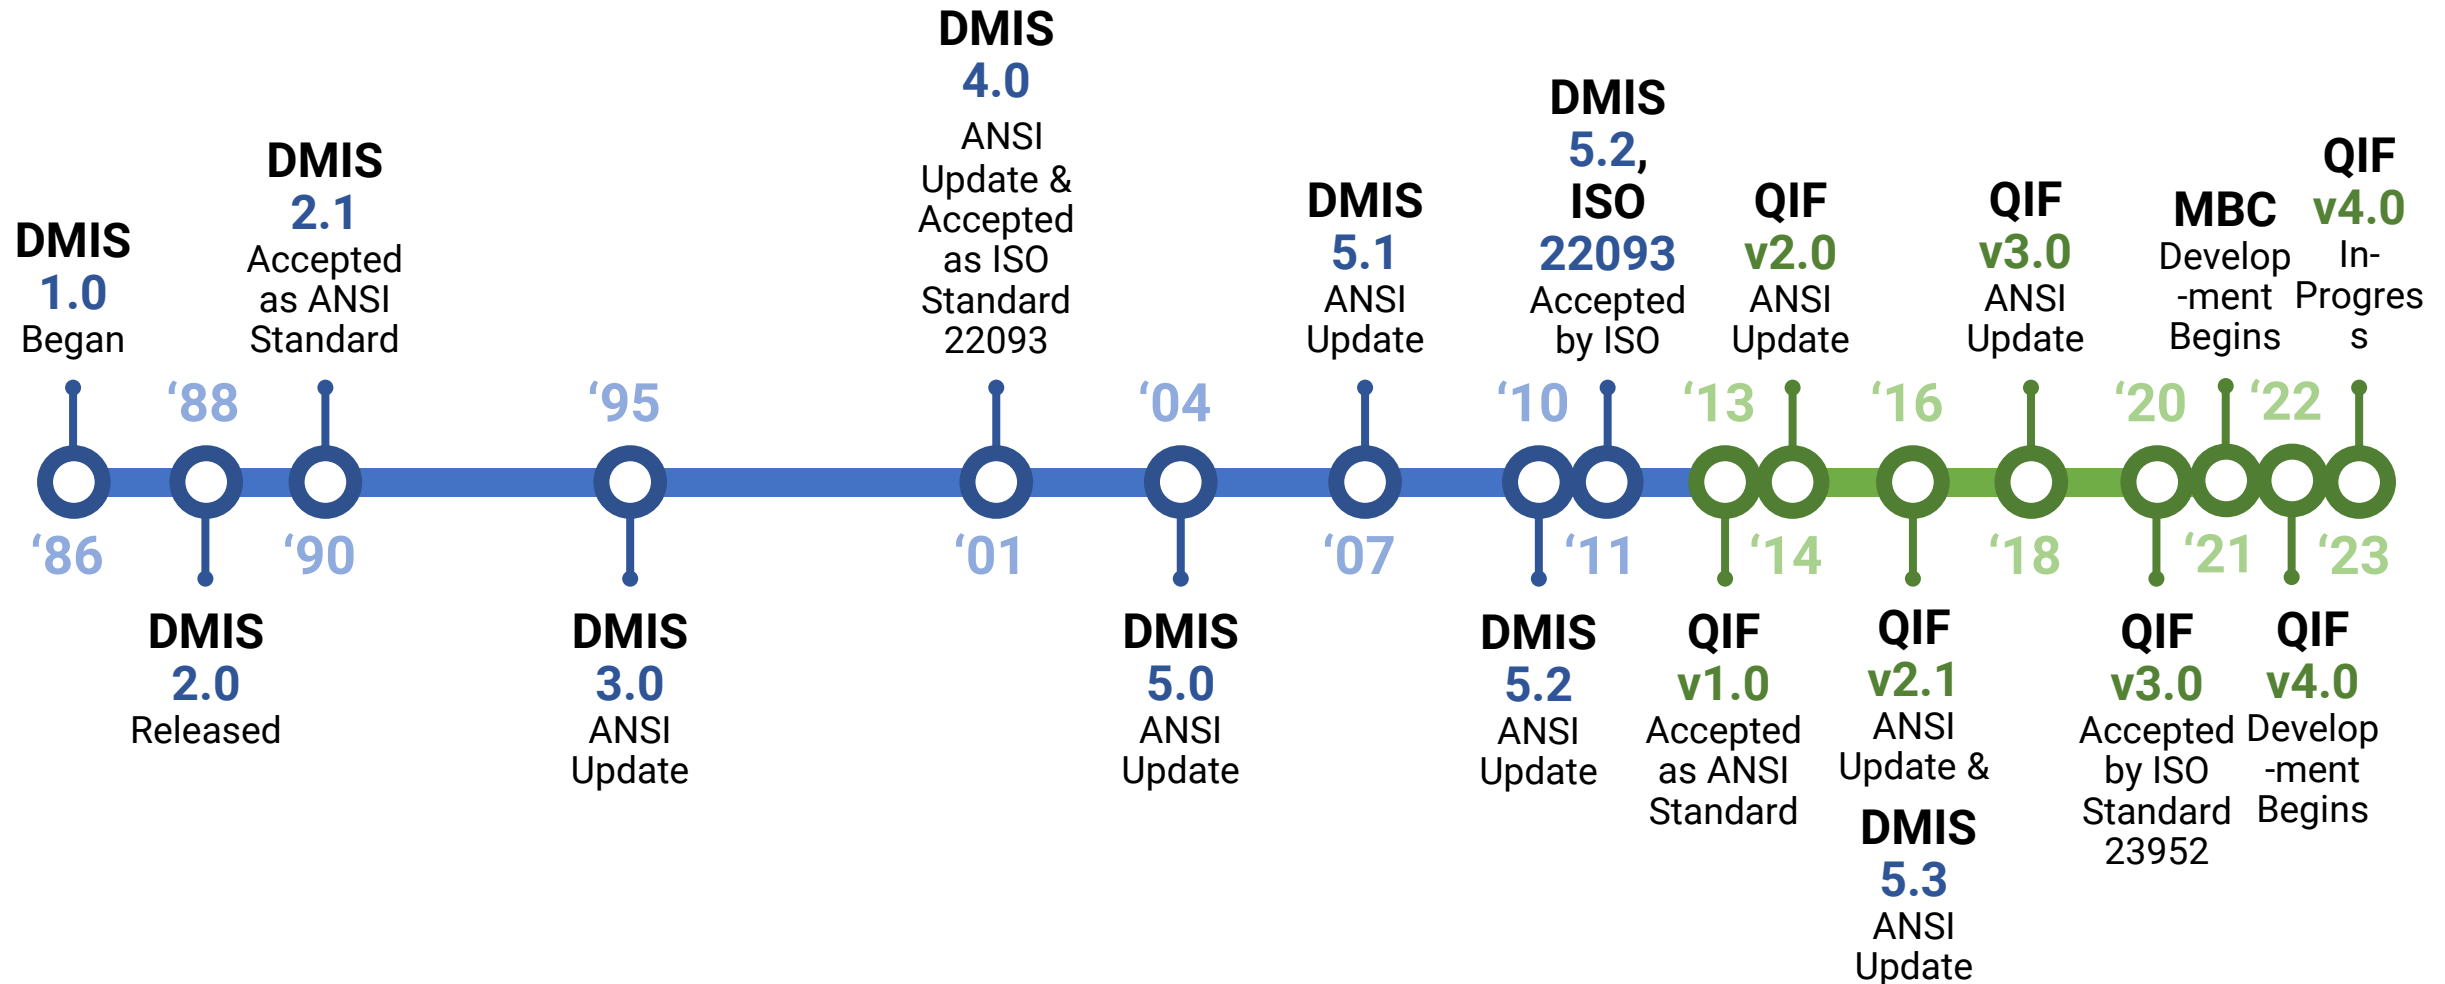 DMIS
1.0
Began
‘86
‘88
DMIS
2.0
Released
DMIS
2.1
Accepted
as ANSI
Standard
‘90
‘95
DMIS
3.0
ANSI
Update
DMIS
4.0
ANSI
Update &
Accepted
as ISO
Standard
22093
‘01
‘04
DMIS
5.0
ANSI
Update
DMIS
5.1
ANSI
Update
‘07
‘10
DMIS
5.2
ANSI
Update
DMIS
5.2,
ISO
22093
Accepted
by ISO
‘11
‘13
QIF
v1.0
Accepted
as ANSI
Standard
QIF
v2.0
ANSI
Update
‘14
‘16
QIF
v2.1
ANSI
Update &
DMIS
5.3
ANSI
Update
QIF
v3.0
ANSI
Update
‘18
‘20
QIF
v3.0
Accepted
by ISO
Standard
23952
MBC
Develop
-ment
Begins
‘21
‘22
QIF
v4.0
Develop
-ment
Begins
QIF
v4.0
In-
Progres
s
‘23